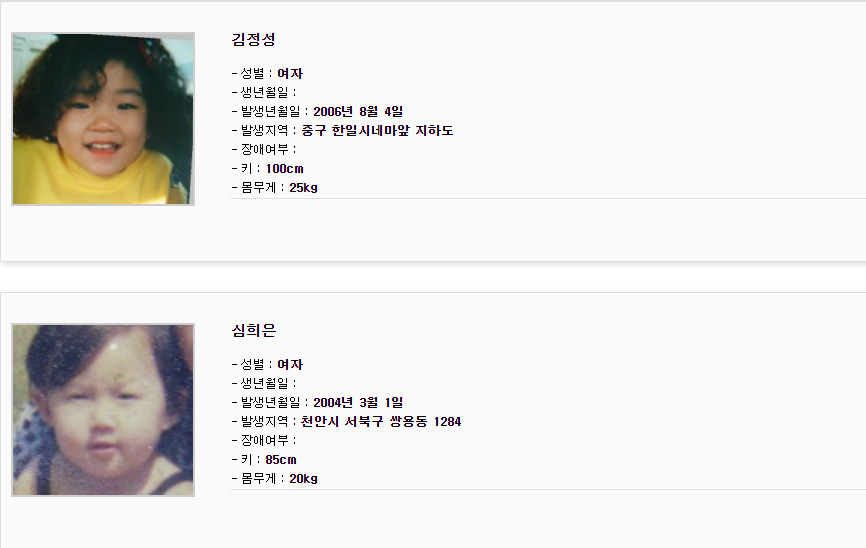 김정성
- 성별 : 여자
- 생년월일 :
- 발생년월일 : 2006년 8월 4일
- 발생지역 : 중구 한일시네마앞 지하도
- 장애여부 :
- 키 : 100cm
- 몸무게 : 25kg
심희은
- 성별 : 여자
- 생년월일 :
- 발생년월일 : 2004년 3월 1일
- 발생지역 : 천안시 서북구 쌍용동 1284
- 장애여부 :
- 키 : 85cm
- 몸무게 : 20kg